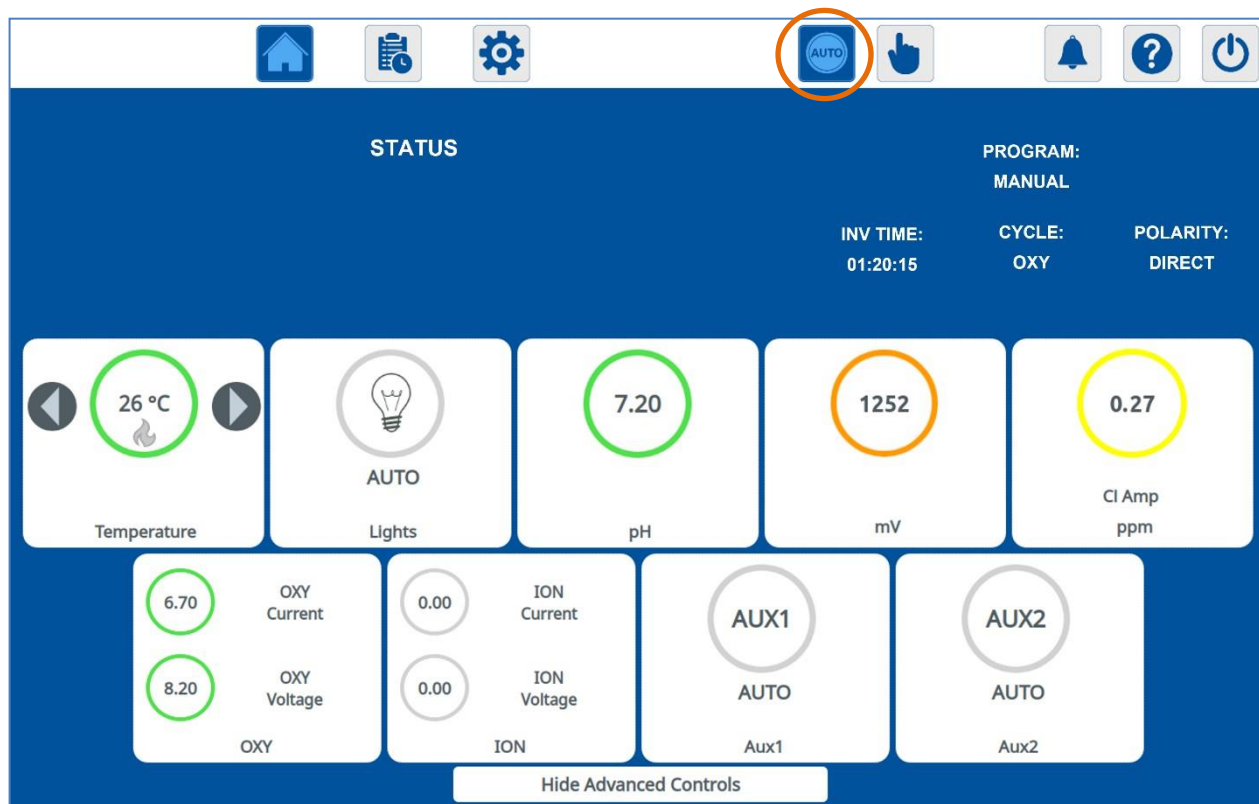 AUTO
?
STATUS
PROGRAM:
MANUAL
INV TIME:
CYCLE:
POLARITY:
01:20:15
OXY
DIRECT
26 °C
7.20
1252
0.27
AUTO
Cl Amp
Temperature
Lights
pH
mV
ppm
6.70
OXY
Current
8.20
OXY
Voltage
OXY
0.00
ION
Current
0.00
ION
Voltage
ION
AUX1
AUTO
Aux1
AUX2
AUTO
Aux2
Hide Advanced Controls